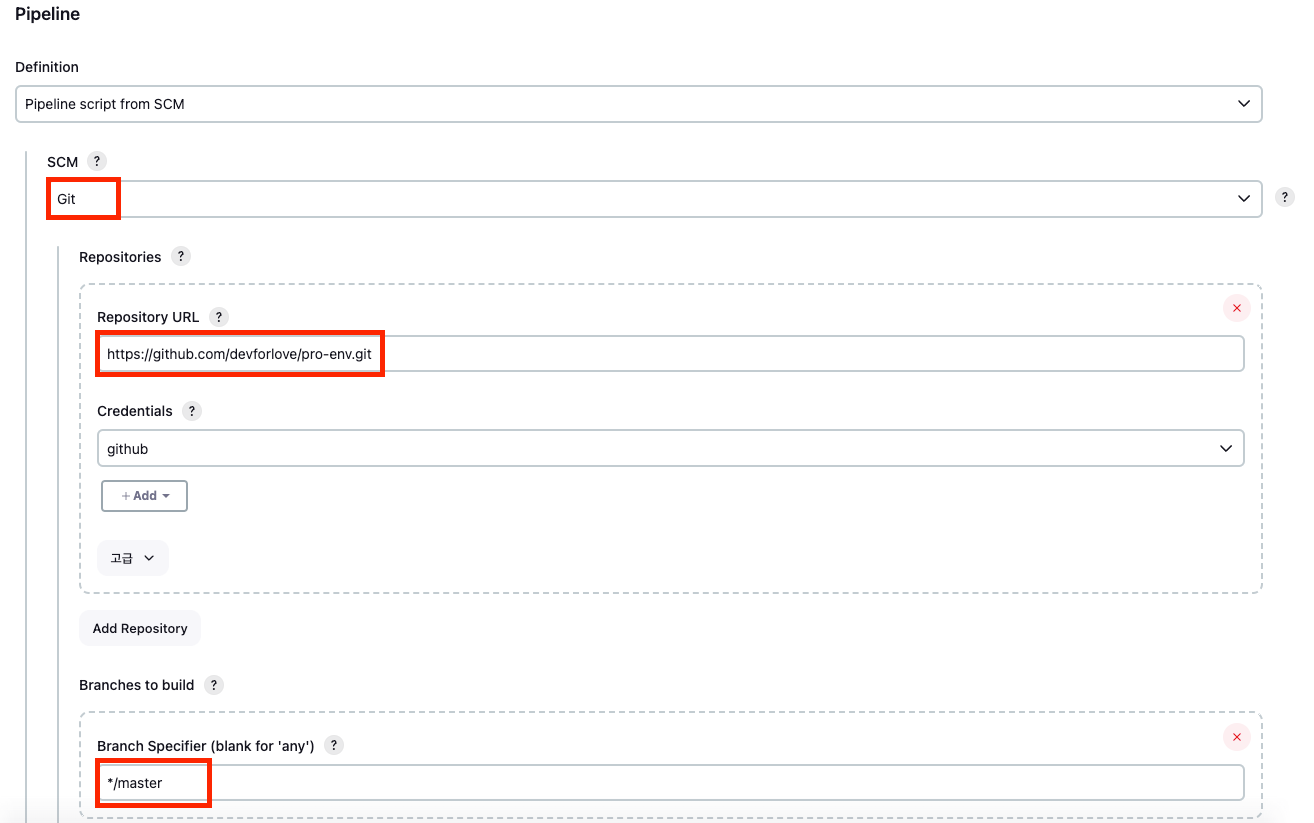 Pipeline
Definition
Pipeline script from SCM
SCM ?
Git
?
Repositories ?
Repository URL ?
https://github.com/devforlove/pro-env.git
Credentials ?
github
+ Add
고급
Add Repository
Branches to build ?
Branch Specifier (blank for 'any') ?
*/master